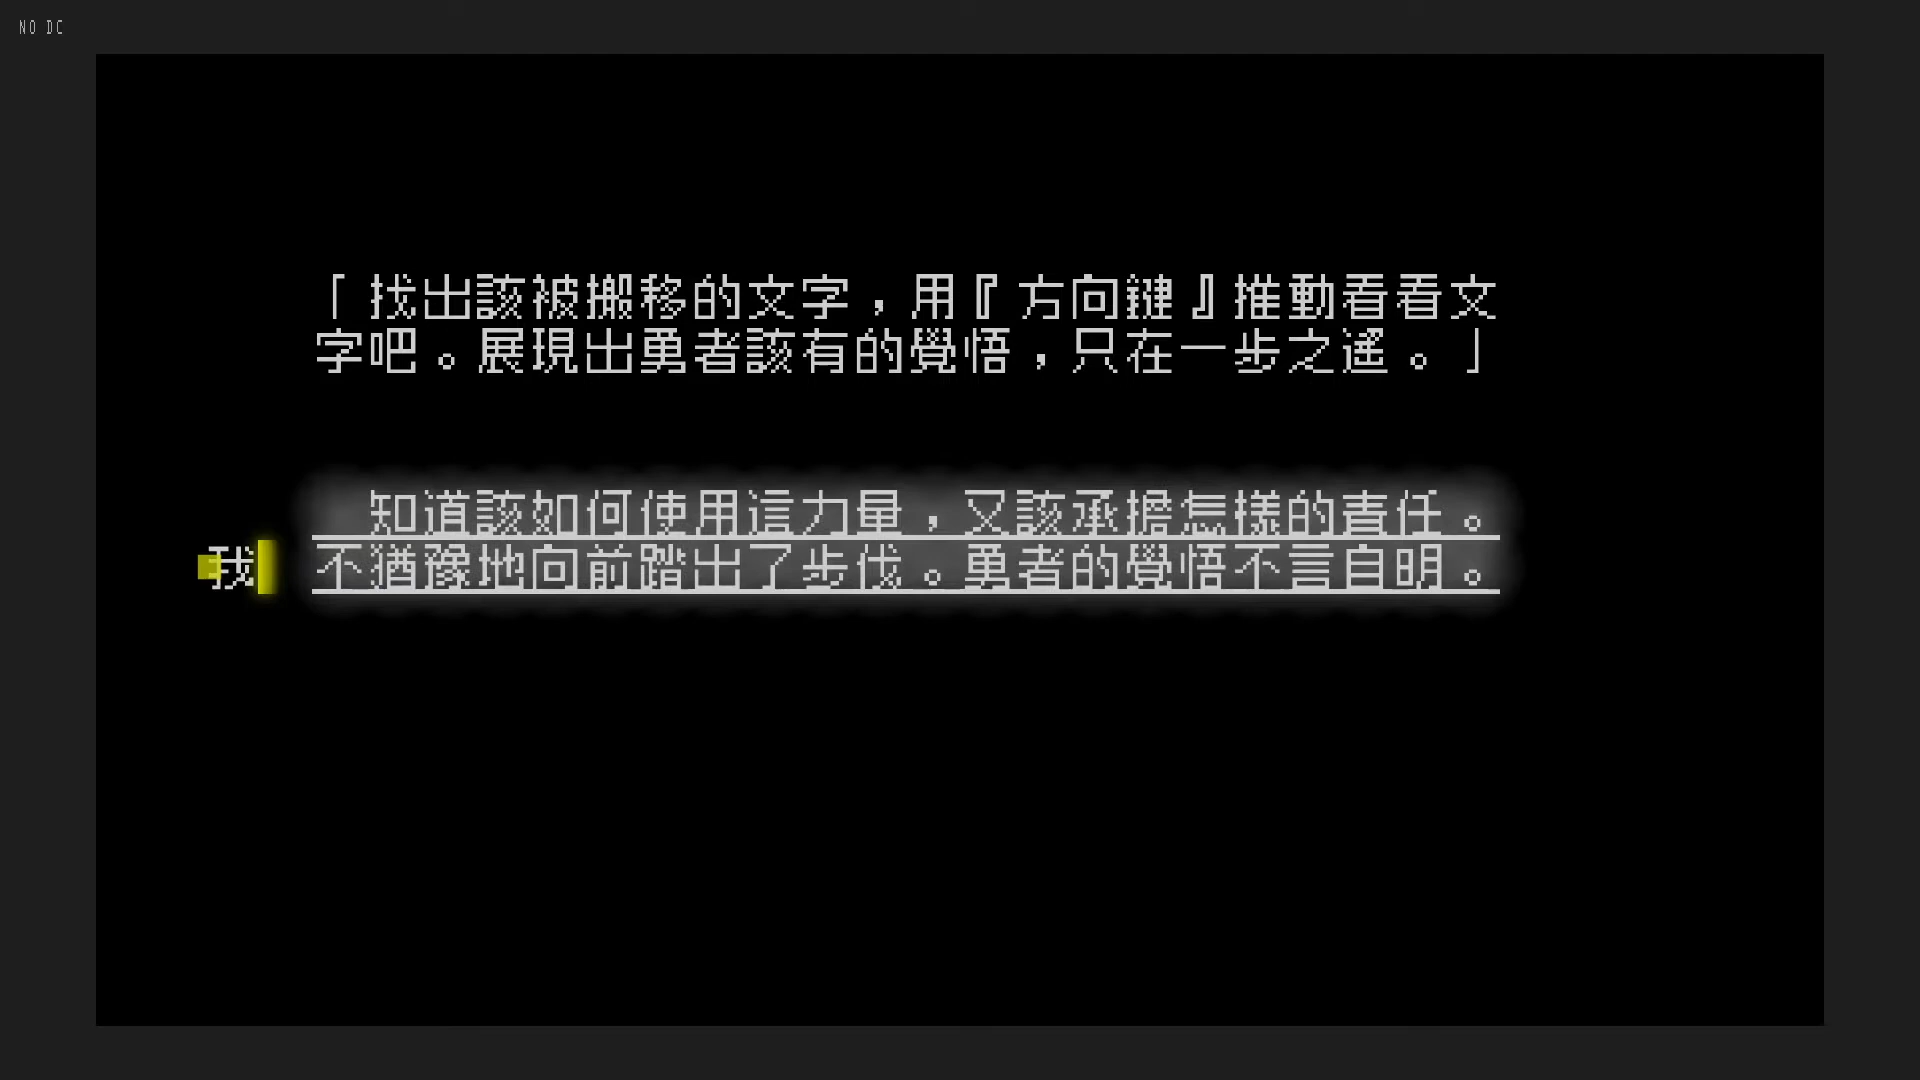 NO DC
「找出該被搬移的文字，用『方向鍵』推動看看文
字吧。展現出勇者該有的覺悟，只在一步之遙。」
知道該如何使用這力量，又該承擔怎樣的責任。
我 不猶豫地向前踏出了步伐。勇者的覺悟不言自明。